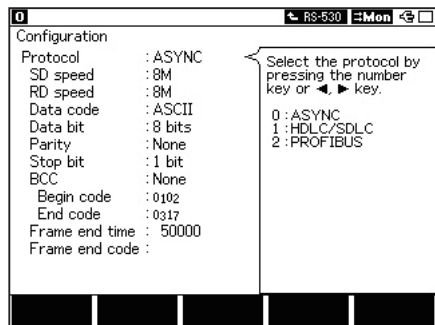 0 RS-530 Mon
Configuration
Protocol :ASYNC
SD speed :8M
RD speed :8M
Data code :ASCII
Data bit :8 bits
Parity :None
Stop bit :1 bit
BCC :None
Begin code :0102
End code :0317
Frame end time : 50000
Frame end code :
Select the protocol by
pressing the number
key or ◀, ▶ key.
0 :ASYNC
1 :HDLC/SDLC
2 :PROFIBUS